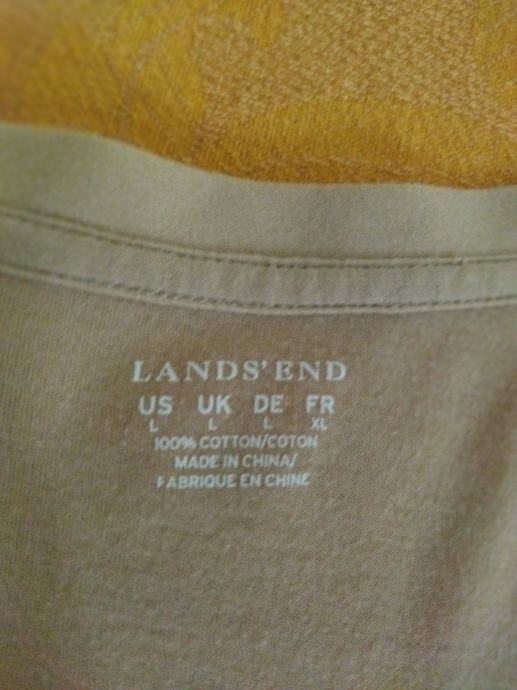 LANDS' END
US UK DE FR
L L L XL
100% COTTON/COTON
MADE IN CHINA/
FABRIQUE EN CHINE